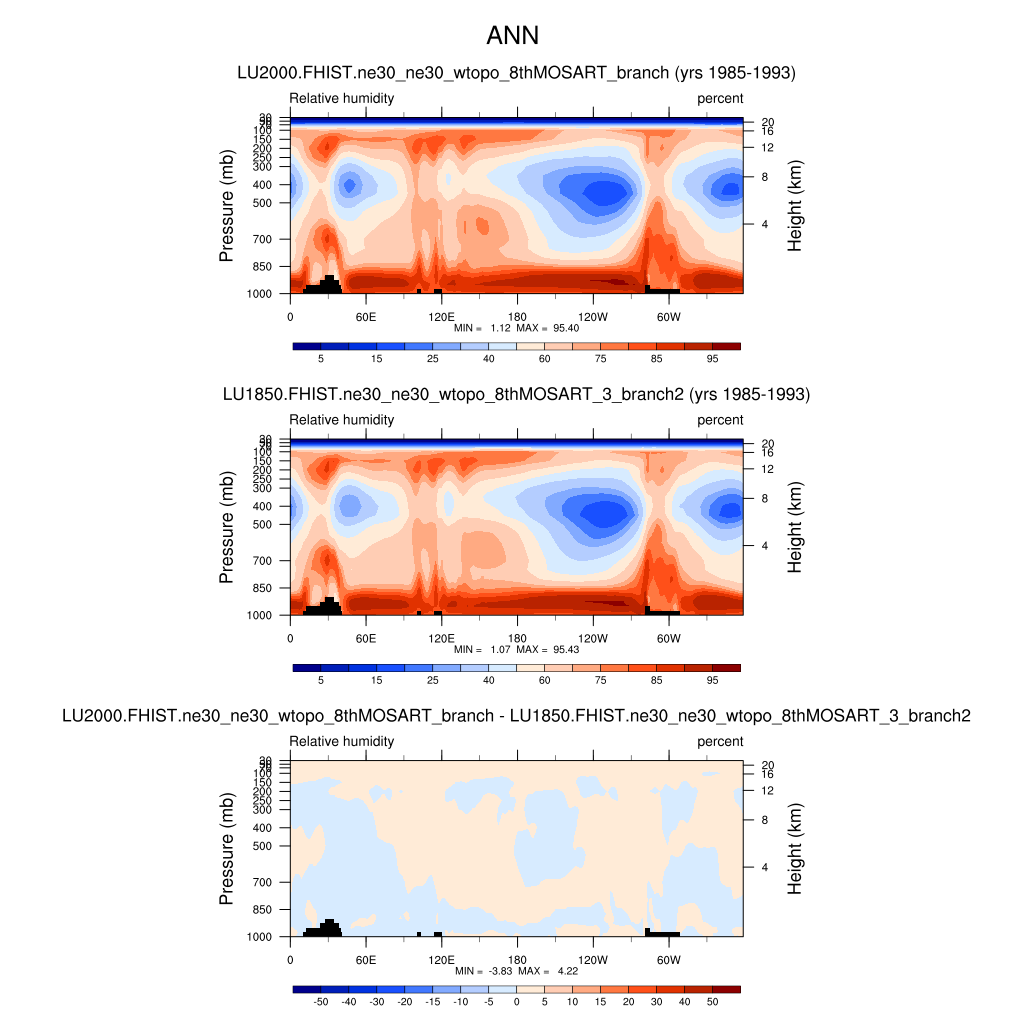 ANN
LU2000.FHIST.ne30_ne30_wtopo_8thMOSART_branch (yrs 1985-1993)
Relative humidity percent
Pressure (mb)
30
100
150
200
250
300
400
500
700
850
1000
20
16
12
8
4
Height (km)
0 60E 120E 180 120W 60W
MIN = 1.12 MAX = 95.40
5 15 25 40 60 75 85 95
LU1850.FHIST.ne30_ne30_wtopo_8thMOSART_3_branch2 (yrs 1985-1993)
Relative humidity percent
Pressure (mb)
30
100
150
200
250
300
400
500
700
850
1000
20
16
12
8
4
Height (km)
0 60E 120E 180 120W 60W
MIN = 1.07 MAX = 95.43
5 15 25 40 60 75 85 95
LU2000.FHIST.ne30_ne30_wtopo_8thMOSART_branch - LU1850.FHIST.ne30_ne30_wtopo_8thMOSART_3_branch2
Relative humidity percent
Pressure (mb)
30
100
150
200
250
300
400
500
700
850
1000
20
16
12
8
4
Height (km)
0 60E 120E 180 120W 60W
MIN = -3.83 MAX = 4.22
-50 -40 -30 -20 -15 -10 -5 0 5 10 15 20 30 40 50